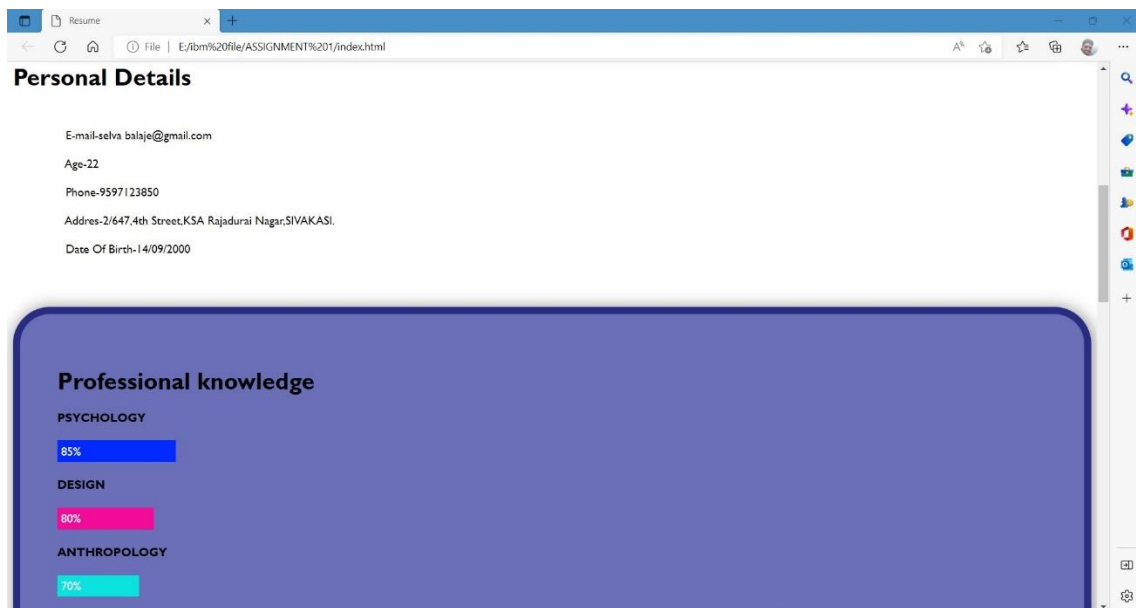 Resume
File | E:/ibm%20file/ASSIGNMENT%201/index.html
Personal Details
E-mail-selva balaje@gmail.com
Age-22
Phone-9597123850
Addres-2/647,4th Street,KSA Rajadurai Nagar,SIVAKASI.
Date Of Birth-14/09/2000
Professional knowledge
PSYCHOLOGY
85%
DESIGN
80%
ANTHROPOLOGY
70%